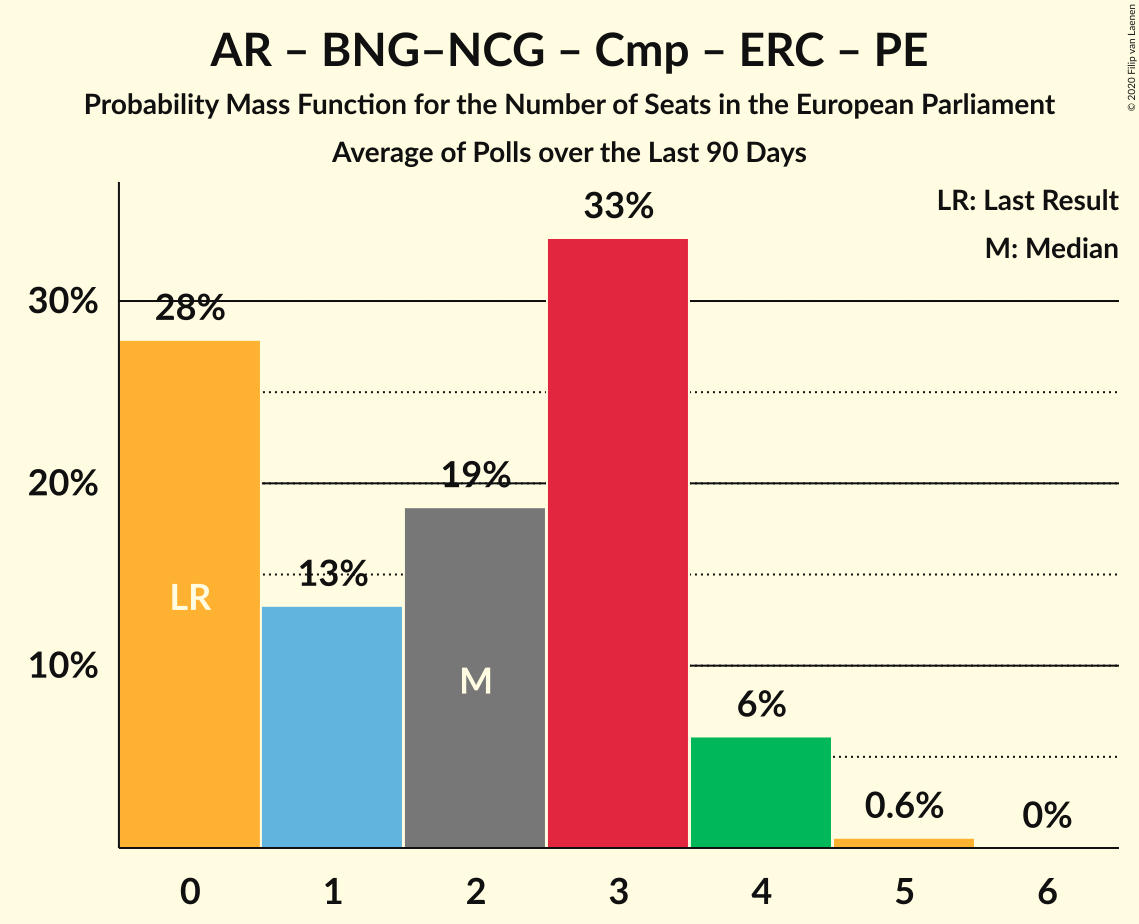 AR – BNG–NCG – Cmp – ERC – PE
Probability Mass Function for the Number of Seats in the European Parliament
Average of Polls over the Last 90 Days
© 2020 Filip van Laenen
LR: Last Result
M: Median
30%
20%
10%
28%
13%
19%
33%
6%
0.6%
0%
LR
M
0 1 2 3 4 5 6